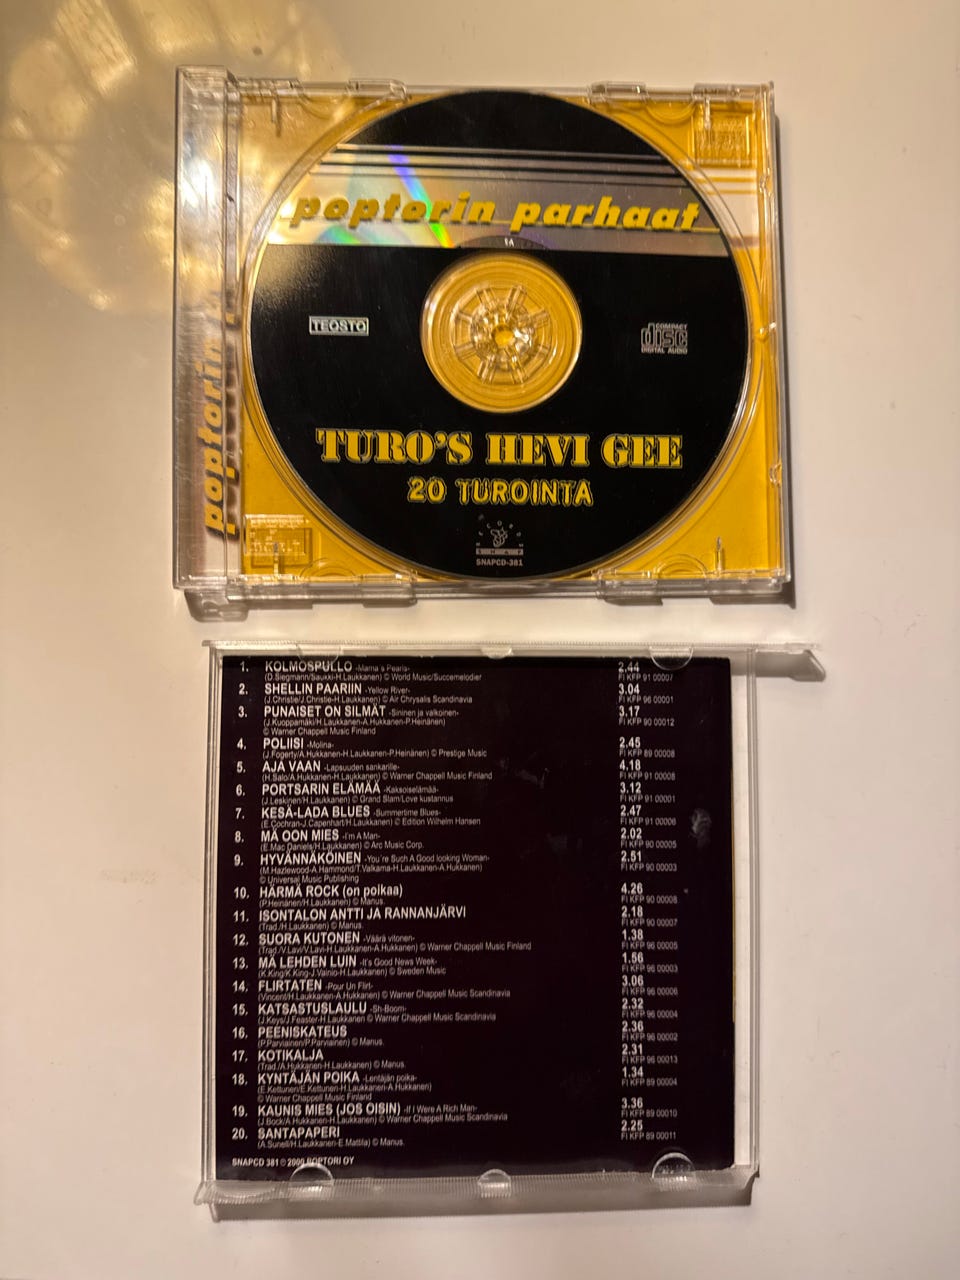 poptorin parhaat
TEOSTO
COMPACT
disc
DIGITAL AUDIO
TURO'S HEVI GEE
20 TUROINTA
SNAPCD-381
poptorin
1. KOLMOSPULLO -Mama´s Pearls- 2.44
(D.Siegmann/Saukki-H.Laukkanen) © World Music/Succemelodier FI KFP 91 00007
2. SHELLIN PAARIIN -Yellow River- 3.04
(J.Christie/J.Christie-H.Laukkanen) © Air Chrysalis Scandinavia FI KFP 96 00001
3. PUNAISET ON SILMÄT -Sininen ja valkoinen- 3.17
(J.Kuoppamäki/H.Laukkanen-A.Hukkanen-P.Heinänen) FI KFP 90 00012
© Warner Chappell Music Finland
4. POLIISI -Molina- 2.45
(J.Fogerty/A.Hukkanen-H.Laukkanen-P.Heinänen) © Prestige Music FI KFP 89 00008
5. AJA VAAN -Lapsuuden sankarille- 4.18
(H.Salo/A.Hukkanen-H.Laukkanen) © Warner Chappell Music Finland FI KFP 91 00008
6. PORTSARIN ELÄMÄÄ -Kaksoiselämää- 3.12
(J.Leskinen/H.Laukkanen) © Grand Slam/Love kustannus FI KFP 91 00001
7. KESÄ-LADA BLUES -Summertime Blues- 2.47
(E.Cochran-J.Capenhart/H.Laukkanen) © Edition Wilhelm Hansen FI KFP 91 00006
8. MÄ OON MIES -I'm A Man- 2.02
(E.Mac Daniels/H.Laukkanen) © Arc Music Corp. FI KFP 90 00005
9. HYVÄNNÄKÖINEN -You´re Such A Good looking Woman- 2.51
(M.Hazlewood-A.Hammond/T.Valkama-H.Laukkanen-A.Hukkanen) FI KFP 90 00003
© Universal Music Publishing
10. HÄRMÄ ROCK (on poikaa) 4.26
(P.Heinänen/H.Laukkanen) © Manus. FI KFP 90 00008
11. ISONTALON ANTTI JA RANNANJÄRVI 2.18
(Trad./H.Laukkanen) © Manus. FI KFP 90 00007
12. SUORA KUTONEN -Väärä vitonen- 1.38
(Trad./V.Lavi/V.Lavi-H.Laukkanen-A.Hukkanen) © Warner Chappell Music Finland FI KFP 96 00005
13. MÄ LEHDEN LUIN -It's Good News Week- 1.56
(K.King/K.King-J.Vainio-H.Laukkanen) © Sweden Music FI KFP 96 00003
14. FLIRTATEN -Pour Un Flirt- 3.06
(Vincent/H.Laukkanen-A.Hukkanen) © Warner Chappell Music Scandinavia FI KFP 96 00006
15. KATSASTUSLAULU -Sh-Boom- 2.32
(J.Keys/J.Feaster-H.Laukkanen © Warner Chappell Music Scandinavia FI KFP 96 00004
16. PEENISKATEUS 2.36
(P.Parviainen/P.Parviainen) © Manus. FI KFP 96 00002
17. KOTIKALJA 2.31
(Trad./A.Hukkanen-H.Laukkanen) © Manus. FI KFP 96 00013
18. KYNTÄJÄN POIKA -Lentäjän poika- 1.34
(E.Kettunen/E.Kettunen-H.Laukkanen-A.Hukkanen) FI KFP 89 00004
© Warner Chappell Music Finland
19. KAUNIS MIES (JOS OISIN) -If I Were A Rich Man- 3.36
(J.Bock/A.Hukkanen-H.Laukkanen) © Warner Chappell Music Scandinavia FI KFP 89 00010
20. SANTAPAPERI 2.25
(A.Sunell/H.Laukkanen-E.Mattila) © Manus. FI KFP 89 00011
SNAPCD 381 ℗ 2000 POPTORI OY